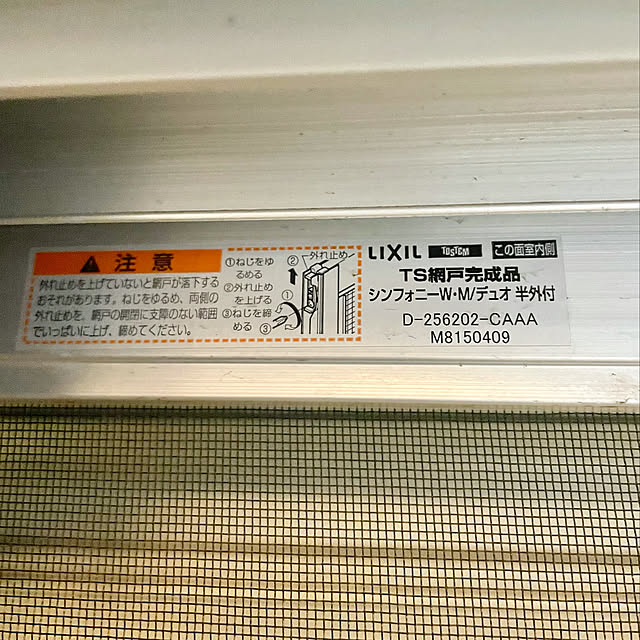 注意
外れ止めを上げていないと網戸が落下する
おそれがあります。ねじをゆるめ、両側の
外れ止めを、網戸の開閉に支障のない範囲
でいっぱいに上げ、締めてください。
①ねじをゆ
るめる
②外れ止め
を上げる
③ねじを締
める
② 外れ止め
①
③
LIXIL TOSTEM この面室内側
TS網戸完成品
シンフォニーW・M/デュオ 半外付
D-256202-CAAA
M8150409